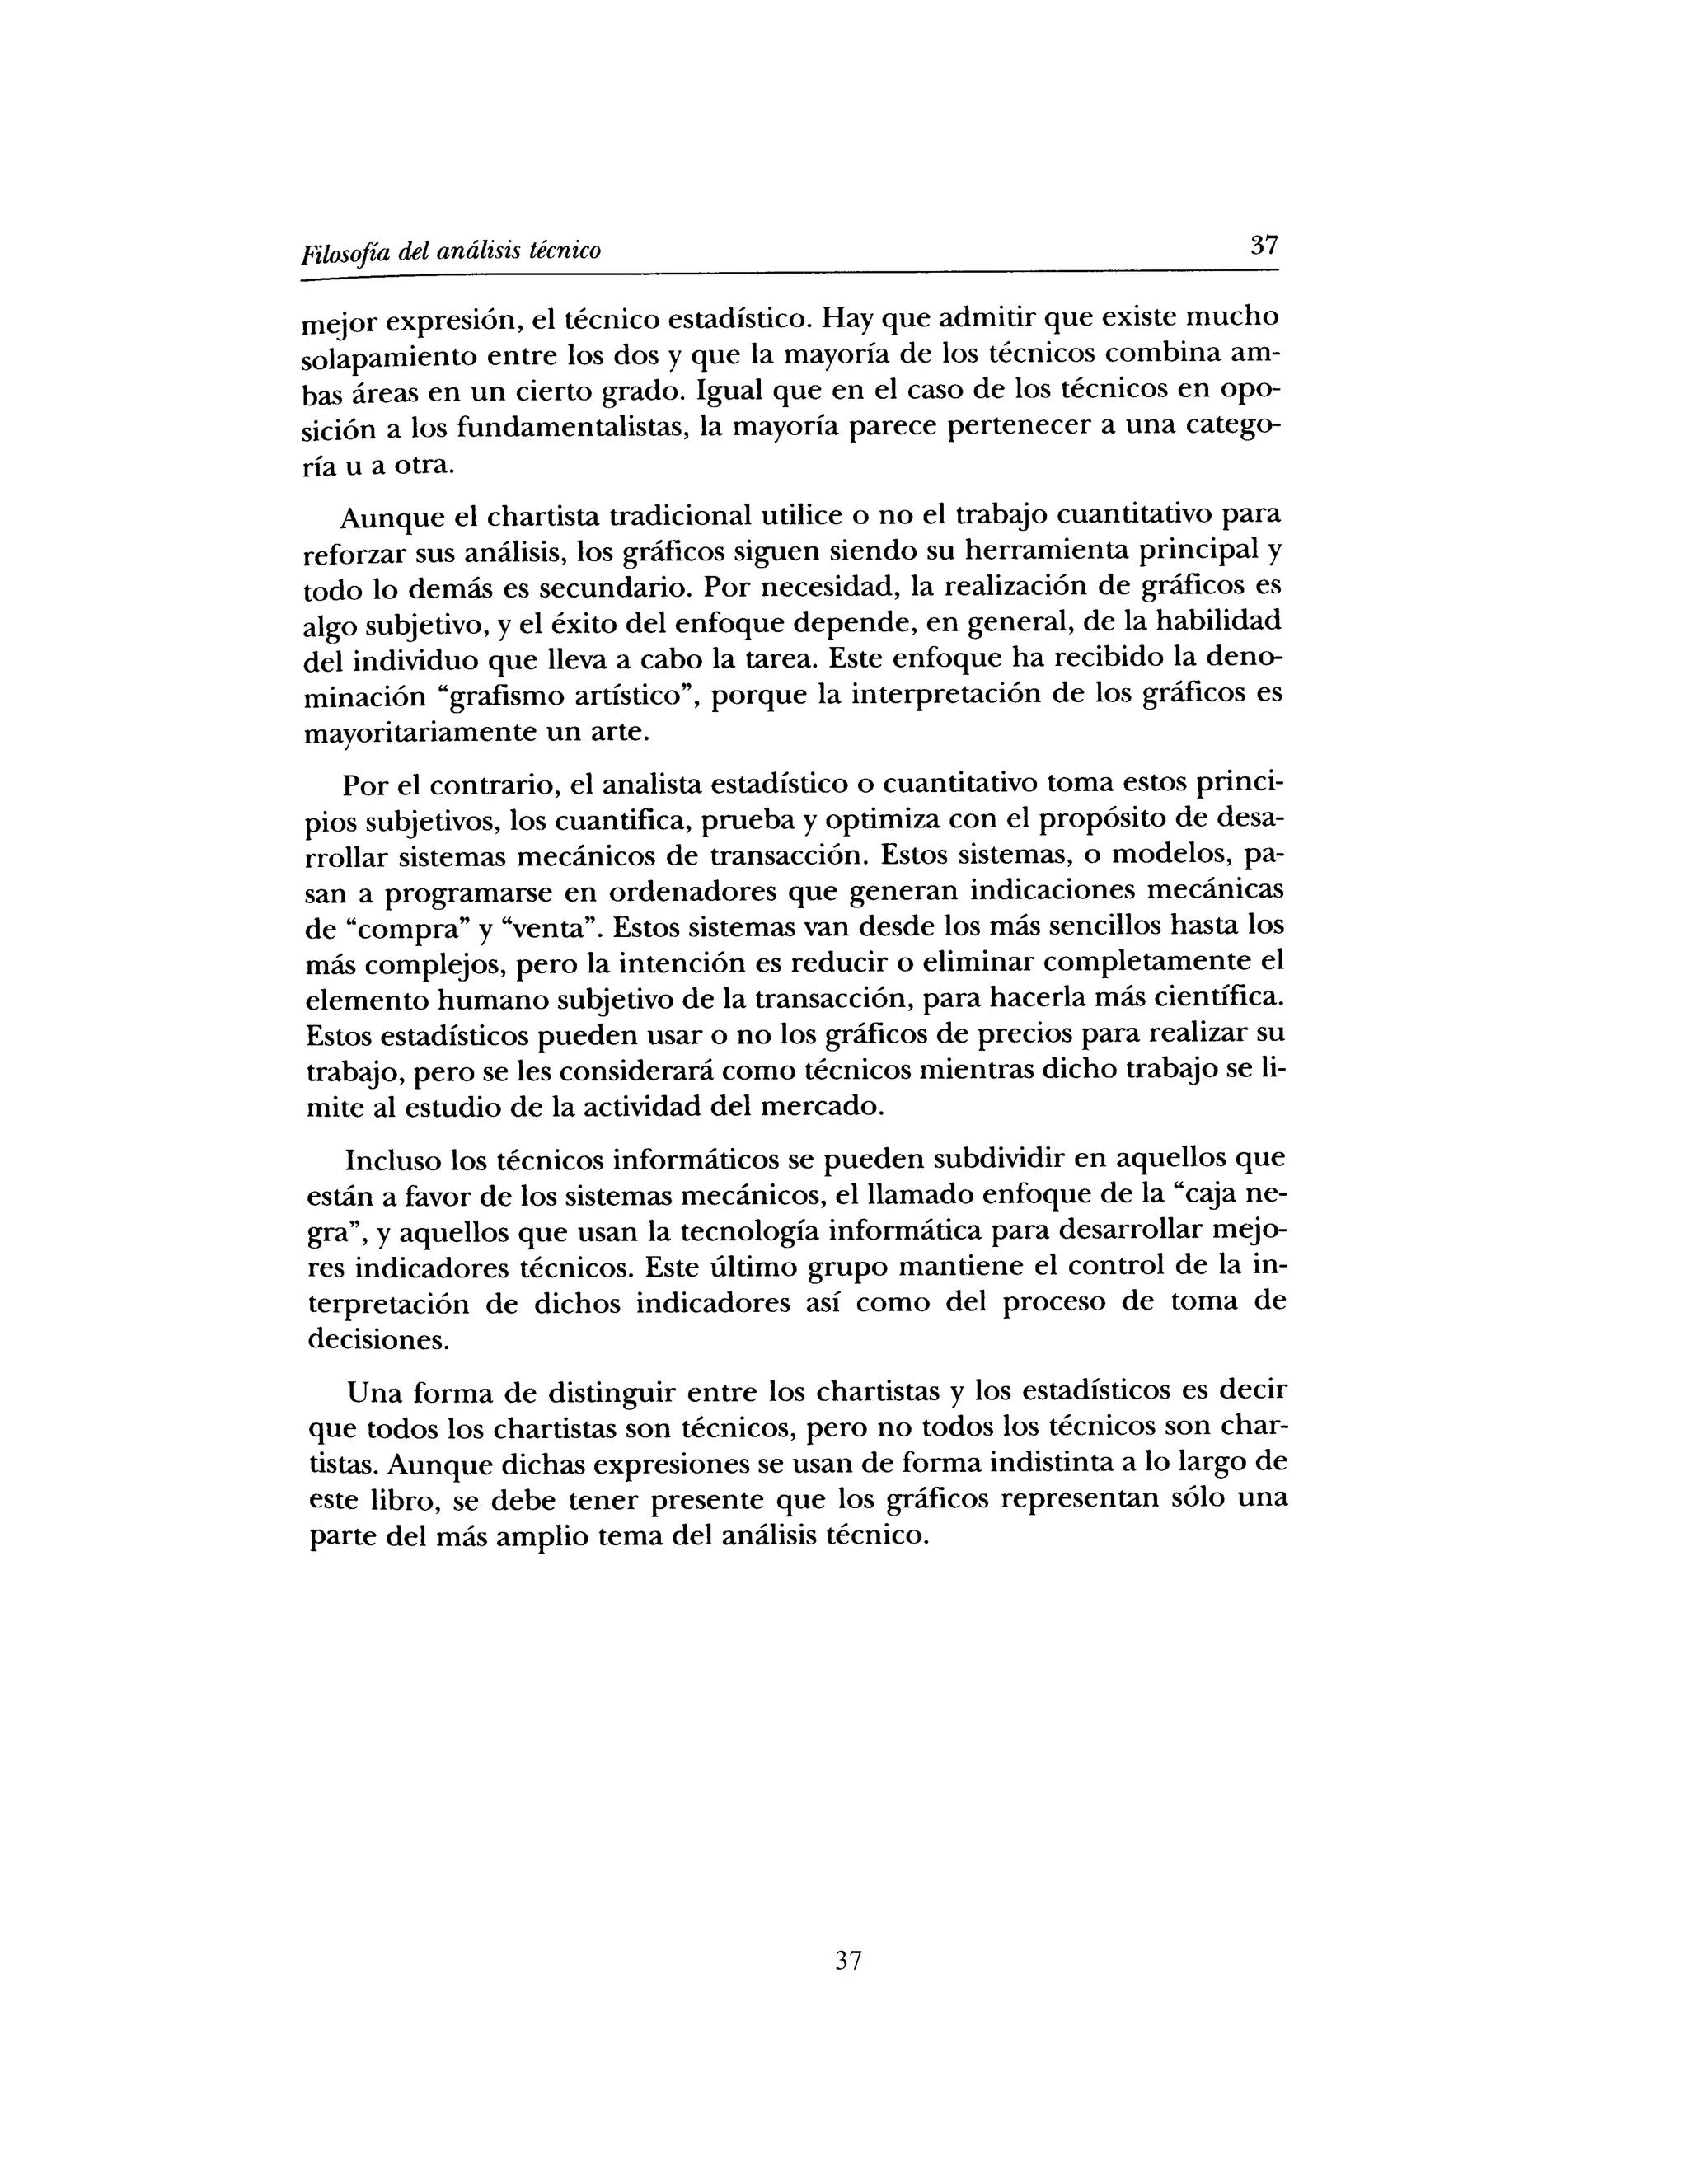 Filosofía del análisis técnico 37
mejor expresión, el técnico estadístico. Hay que admitir que existe mucho
solapamiento entre los dos y que la mayoría de los técnicos combina am-
bas áreas en un cierto grado. Igual que en el caso de los técnicos en opo-
sición a los fundamentalistas, la mayoría parece pertenecer a una catego-
ría u a otra.
Aunque el chartista tradicional utilice o no el trabajo cuantitativo para
reforzar sus análisis, los gráficos siguen siendo su herramienta principal y
todo lo demás es secundario. Por necesidad, la realización de gráficos es
algo subjetivo, y el éxito del enfoque depende, en general, de la habilidad
del individuo que lleva a cabo la tarea. Este enfoque ha recibido la deno-
minación “grafismo artístico”, porque la interpretación de los gráficos es
mayoritariamente un arte.
Por el contrario, el analista estadístico o cuantitativo toma estos princi-
pios subjetivos, los cuantifica, prueba y optimiza con el propósito de desa-
rrollar sistemas mecánicos de transacción. Estos sistemas, o modelos, pa-
san a programarse en ordenadores que generan indicaciones mecánicas
de “compra” y “venta”. Estos sistemas van desde los más sencillos hasta los
más complejos, pero la intención es reducir o eliminar completamente el
elemento humano subjetivo de la transacción, para hacerla más científica.
Estos estadísticos pueden usar o no los gráficos de precios para realizar su
trabajo, pero se les considerará como técnicos mientras dicho trabajo se li-
mite al estudio de la actividad del mercado.
Incluso los técnicos informáticos se pueden subdividir en aquellos que
están a favor de los sistemas mecánicos, el llamado enfoque de la “caja ne-
gra”, y aquellos que usan la tecnología informática para desarrollar mejo-
res indicadores técnicos. Este último grupo mantiene el control de la in-
terpretación de dichos indicadores así como del proceso de toma de
decisiones.
Una forma de distinguir entre los chartistas y los estadísticos es decir
que todos los chartistas son técnicos, pero no todos los técnicos son char-
tistas. Aunque dichas expresiones se usan de forma indistinta a lo largo de
este libro, se debe tener presente que los gráficos representan sólo una
parte del más amplio tema del análisis técnico.
37